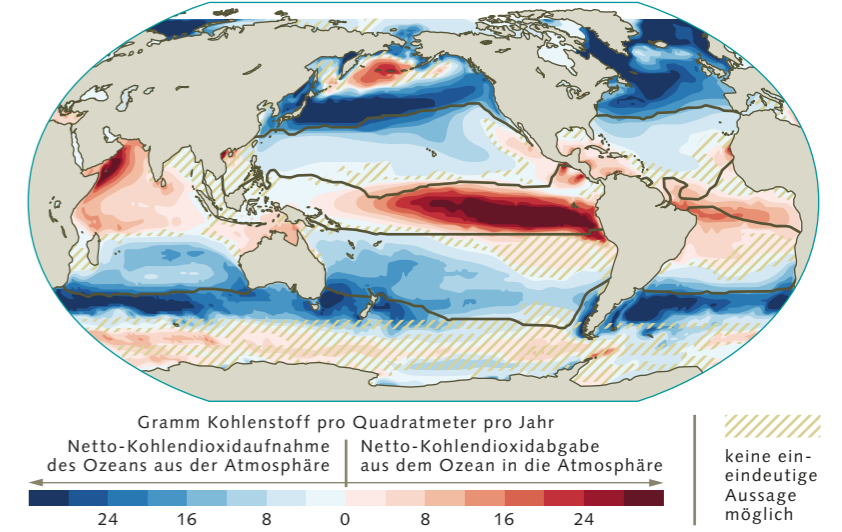 Gramm Kohlenstoff pro Quadratmeter pro Jahr
Netto-Kohlendioxidaufnahme
des Ozeans aus der Atmosphäre
Netto-Kohlendioxidabgabe
aus dem Ozean in die Atmosphäre
24 16 8 0 8 16 24
keine ein-
eindeutige
Aussage
möglich